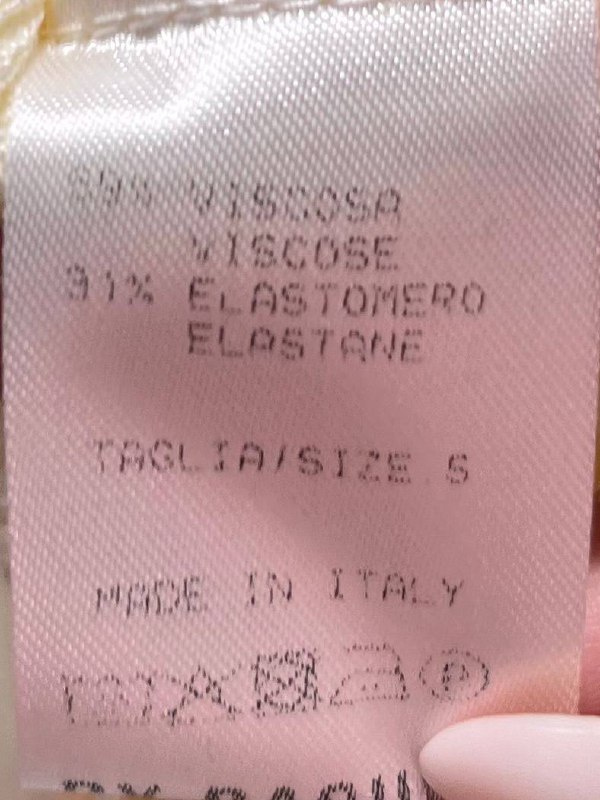 VISCOSA
VISCOSE
31% ELASTOMERO
ELASTANE
TAGLIA/SIZE S
MADE IN ITALY
P